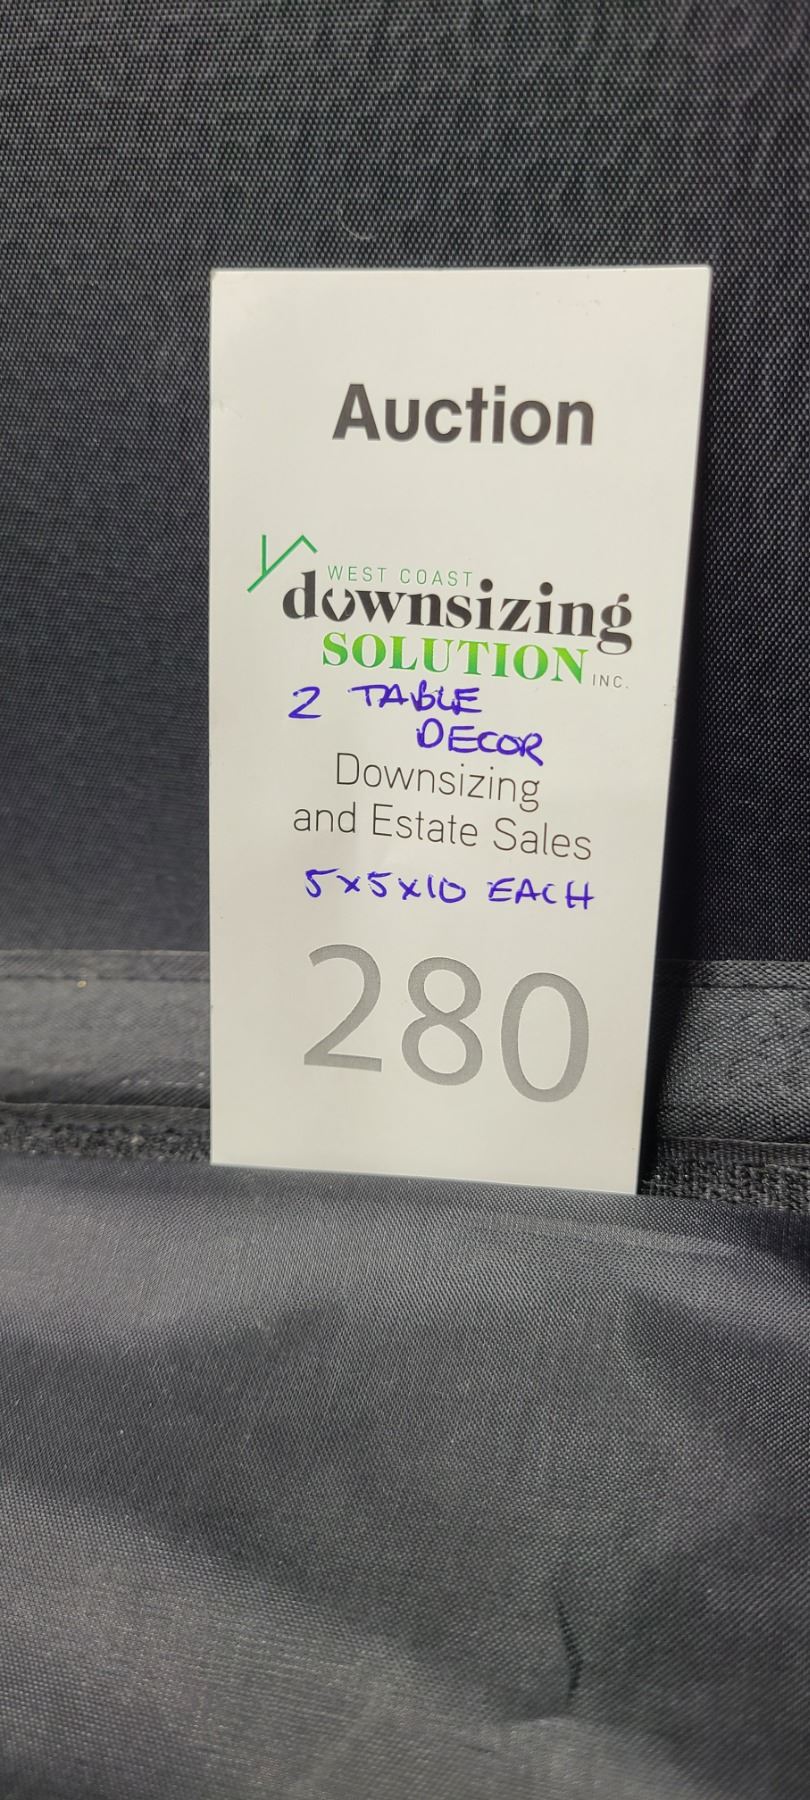 Auction
WEST COAST
downsizing
SOLUTION INC.
2 TABLE
DECOR
Downsizing
and Estate Sales
5x5x10 EACH
280